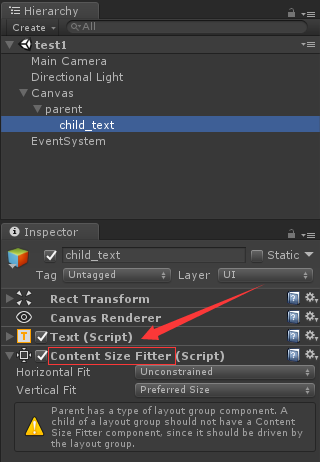 Hierarchy
Create
All
test1
Main Camera
Directional Light
Canvas
parent
child_text
EventSystem
Inspector
child_text
Static
Tag Untagged Layer UI
Rect Transform
Canvas Renderer
T Text (Script)
Content Size Fitter (Script)
Horizontal Fit Unconstrained
Vertical Fit Preferred Size
Parent has a type of layout group component. A
child of a layout group should not have a Content
Size Fitter component, since it should be driven by
the layout group.